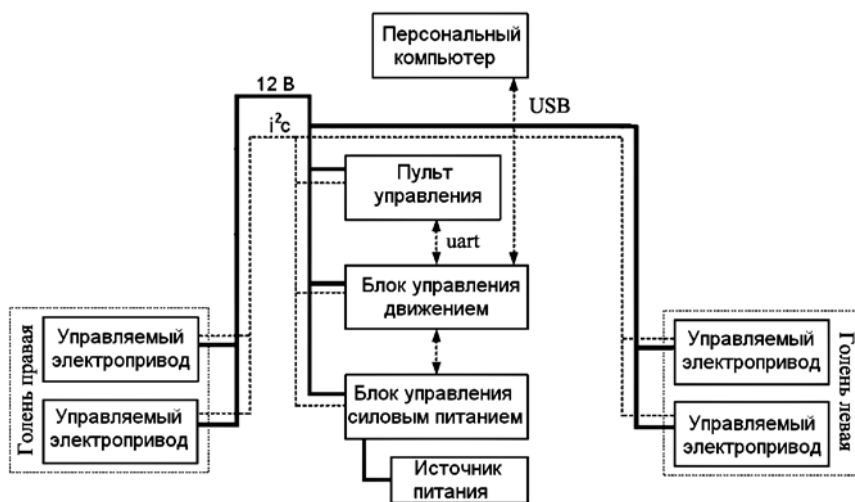 Персональный
компьютер
12 В
USB
i²c
Пульт
управления
uart
Блок управления
движением
Голень правая
Управляемый
электропривод
Управляемый
электропривод
Блок управления
силовым питанием
Источник
питания
Управляемый
электропривод
Управляемый
электропривод
Голень левая